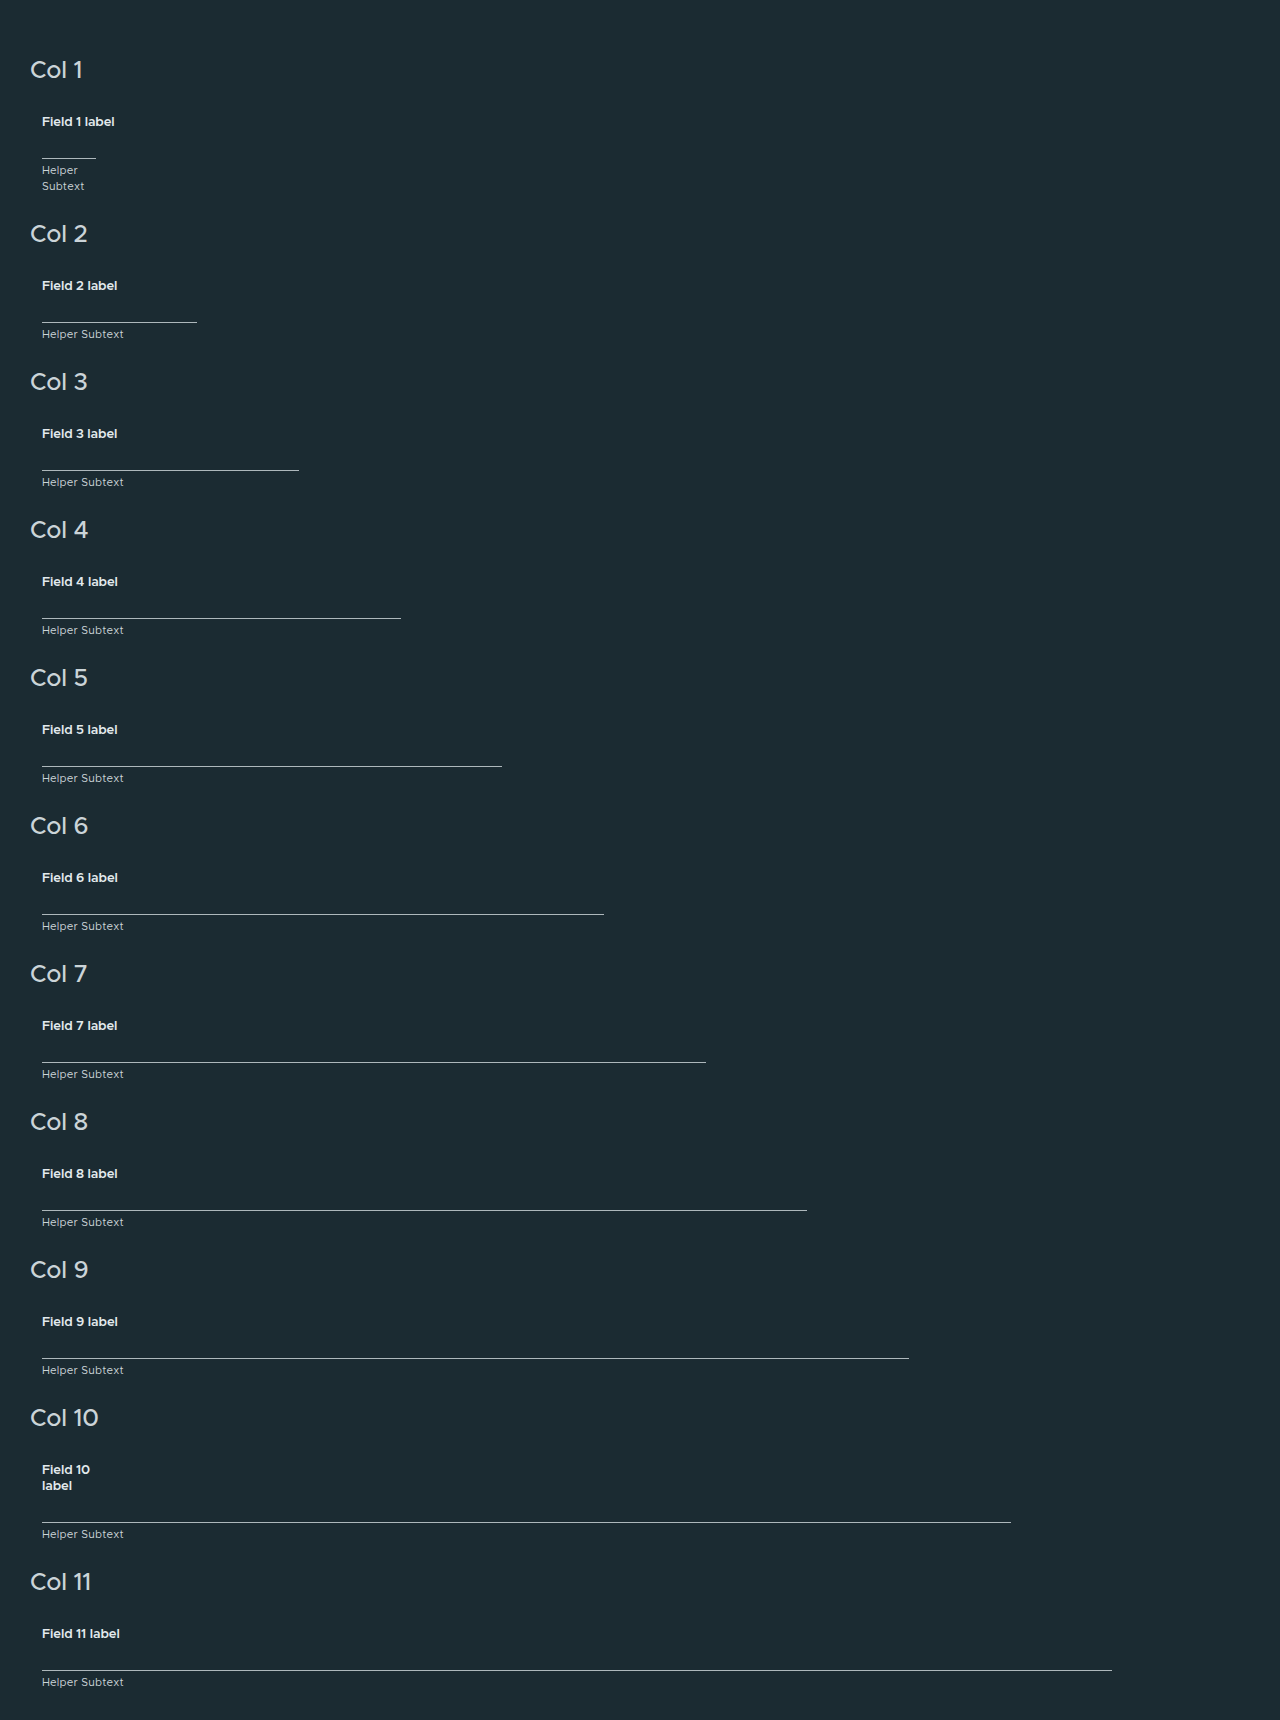 Col 1
Field 1 label
Helper
Subtext
Col 2
Field 2 label
Helper Subtext
Col 3
Field 3 label
Helper Subtext
Col 4
Field 4 label
Helper Subtext
Col 5
Field 5 label
Helper Subtext
Col 6
Field 6 label
Helper Subtext
Col 7
Field 7 label
Helper Subtext
Col 8
Field 8 label
Helper Subtext
Col 9
Field 9 label
Helper Subtext
Col 10
Field 10
label
Helper Subtext
Col 11
Field 11 label
Helper Subtext